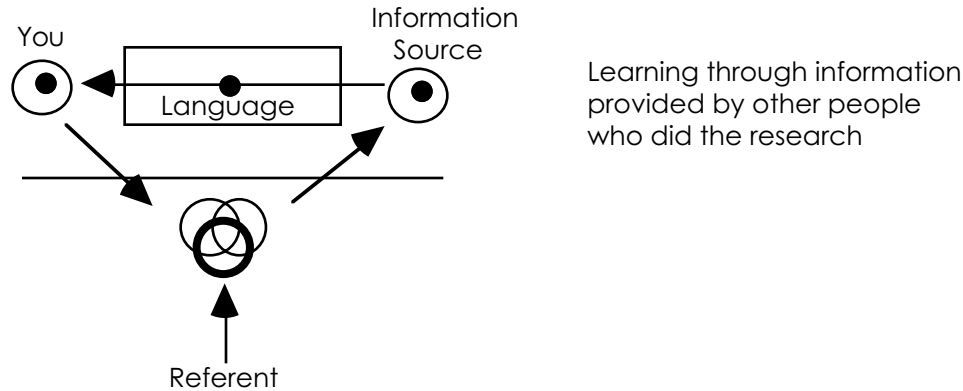 You
Information
Source
Language
Learning through information
provided by other people
who did the research
Referent